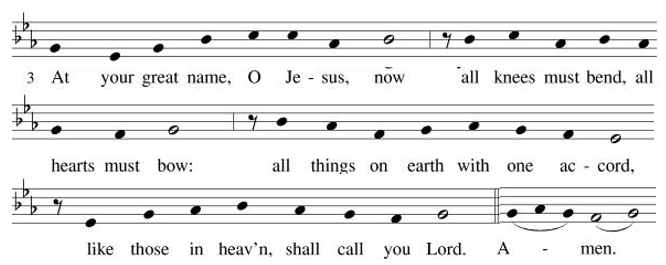 3 At your great name, O Je - sus, now all knees must bend, all
hearts must bow: all things on earth with one ac - cord,
like those in heav'n, shall call you Lord. A - men.